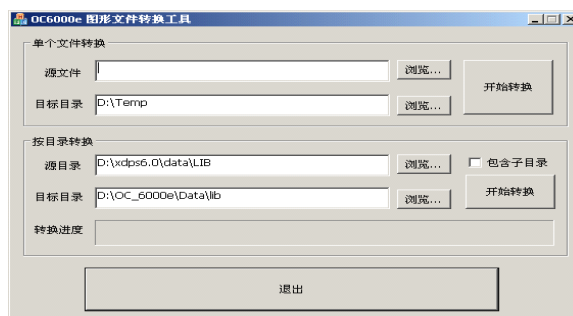 OC6000e 图形文件转换工具
单个文件转换
源文件 浏览...
开始转换
目标目录 D:\Temp 浏览...
按目录转换
源目录 D:\xdps6.0\data\LIB 浏览... 包含子目录
目标目录 D:\OC_6000e\Data\lib 浏览... 开始转换
转换进度
退出